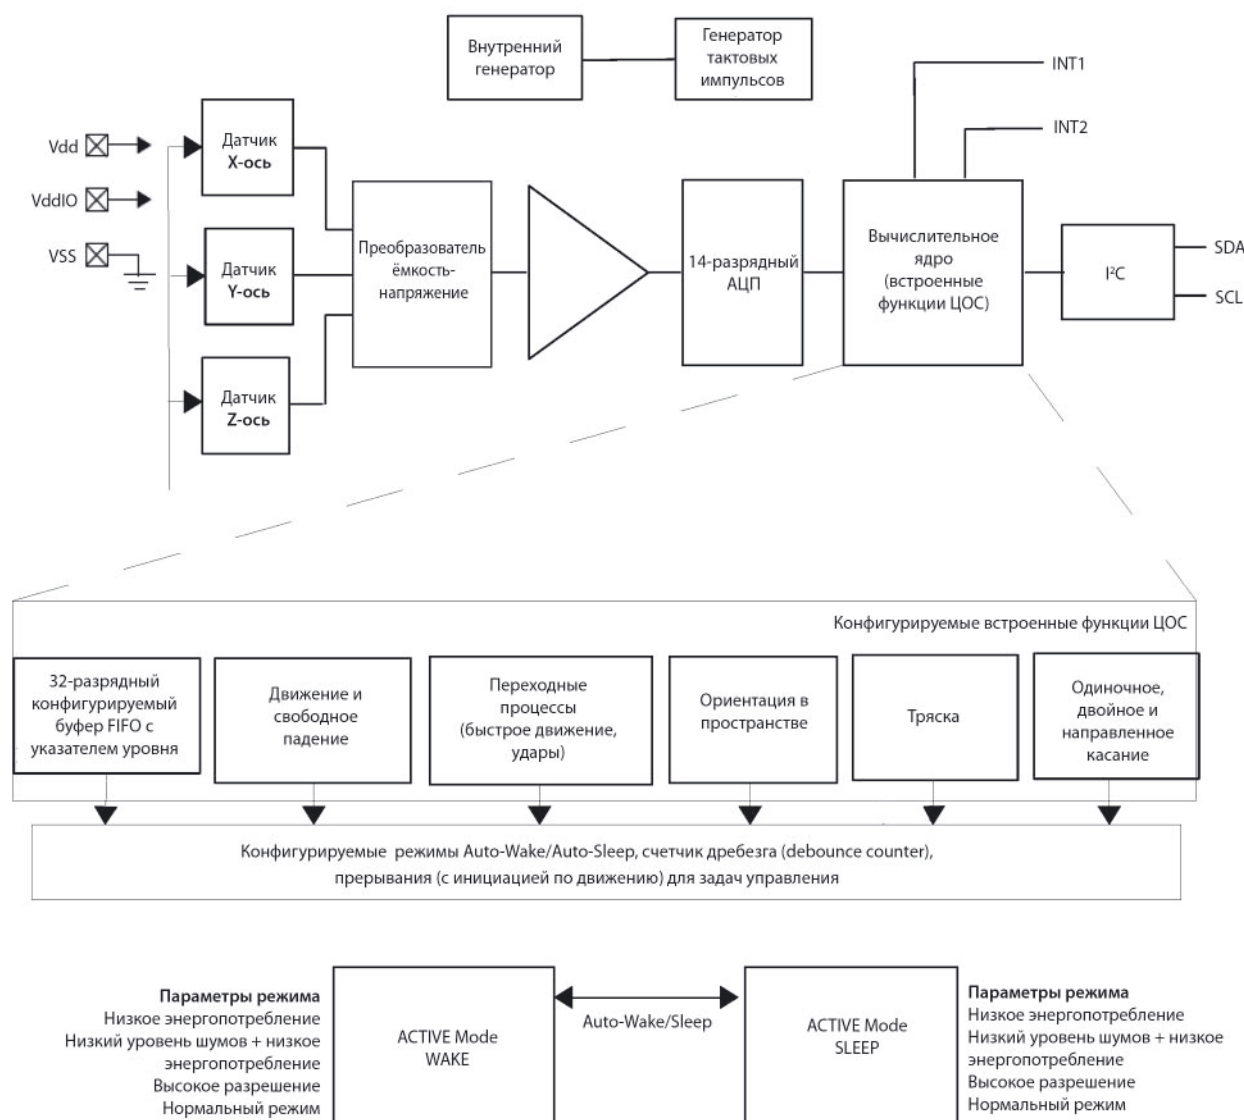 Внутренний
генератор
Генератор
тактовых
импульсов
INT1
INT2
Vdd
VddIO
VSS
Датчик
X-ось
Датчик
Y-ось
Датчик
Z-ось
Преобразователь
ёмкость-
напряжение
14-разрядный
АЦП
Вычислительное
ядро
(встроенные
функции ЦОС)
I²C
SDA
SCL
Конфигурируемые встроенные функции ЦОС
32-разрядный
конфигурируемый
буфер FIFO с
указателем уровня
Движение и
свободное
падение
Переходные
процессы
(быстрое движение,
удары)
Ориентация в
пространстве
Тряска
Одиночное,
двойное и
направленное
касание
Конфигурируемые режимы Auto-Wake/Auto-Sleep, счетчик дребезга (debounce counter),
прерывания (с инициацией по движению) для задач управления
Параметры режима
Низкое энергопотребление
Низкий уровень шумов + низкое
энергопотребление
Высокое разрешение
Нормальный режим
ACTIVE Mode
WAKE
Auto-Wake/Sleep
ACTIVE Mode
SLEEP
Параметры режима
Низкое энергопотребление
Низкий уровень шумов + низкое
энергопотребление
Высокое разрешение
Нормальный режим